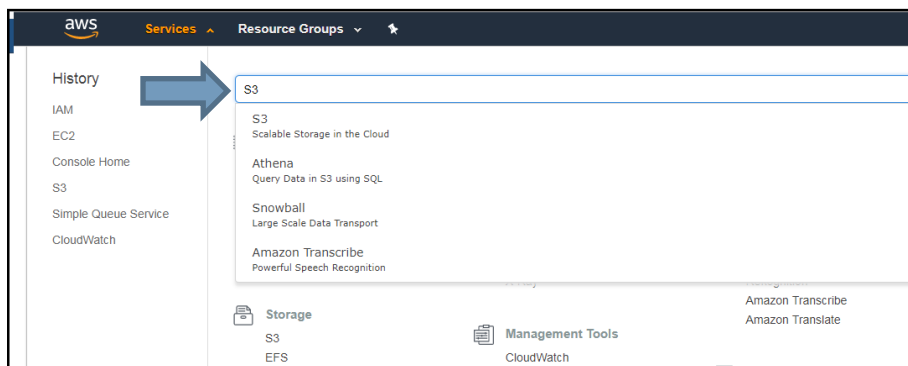 aws
Services
Resource Groups
History
IAM
EC2
Console Home
S3
Simple Queue Service
CloudWatch
S3
S3
Scalable Storage in the Cloud
Athena
Query Data in S3 using SQL
Snowball
Large Scale Data Transport
Amazon Transcribe
Powerful Speech Recognition
Storage
S3
EFS
Management Tools
CloudWatch
Amazon Transcribe
Amazon Translate